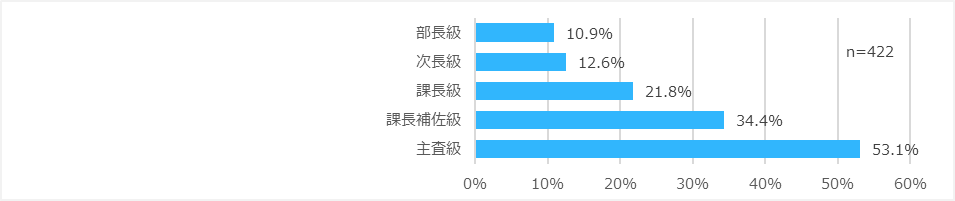 部長級 10.9%
n=422
次長級 12.6%
課長級 21.8%
課長補佐級 34.4%
主査級 53.1%
0% 10% 20% 30% 40% 50% 60%